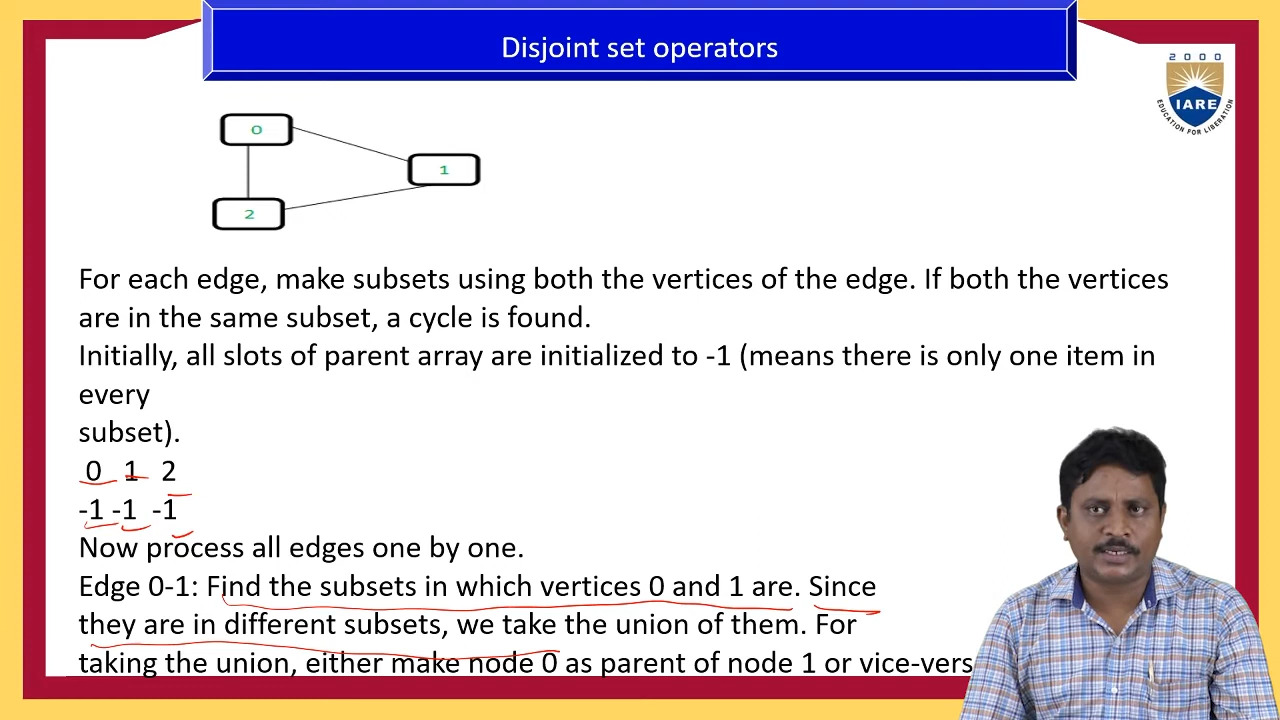 Disjoint set operators
2000
IARE
EDUCATION FOR LIBERATION
0
1
2
For each edge, make subsets using both the vertices of the edge. If both the vertices
are in the same subset, a cycle is found.
Initially, all slots of parent array are initialized to -1 (means there is only one item in
every
subset).
0 1 2
-1 -1 -1
Now process all edges one by one.
Edge 0-1: Find the subsets in which vertices 0 and 1 are. Since
they are in different subsets, we take the union of them. For
taking the union, either make node 0 as parent of node 1 or vice-vers